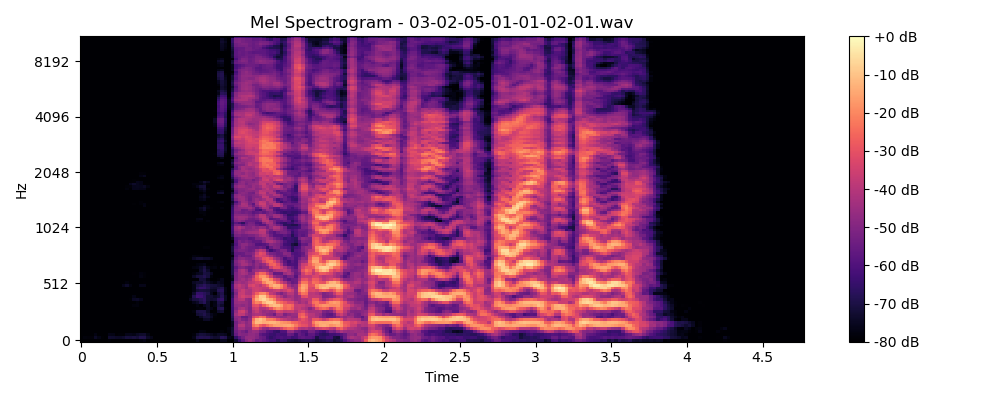 Mel Spectrogram - 03-02-05-01-01-02-01.wav
8192
4096
2048
1024
512
0
Hz
0
0.5
1
1.5
2
2.5
3
3.5
4
4.5
Time
+0 dB
-10 dB
-20 dB
-30 dB
-40 dB
-50 dB
-60 dB
-70 dB
-80 dB